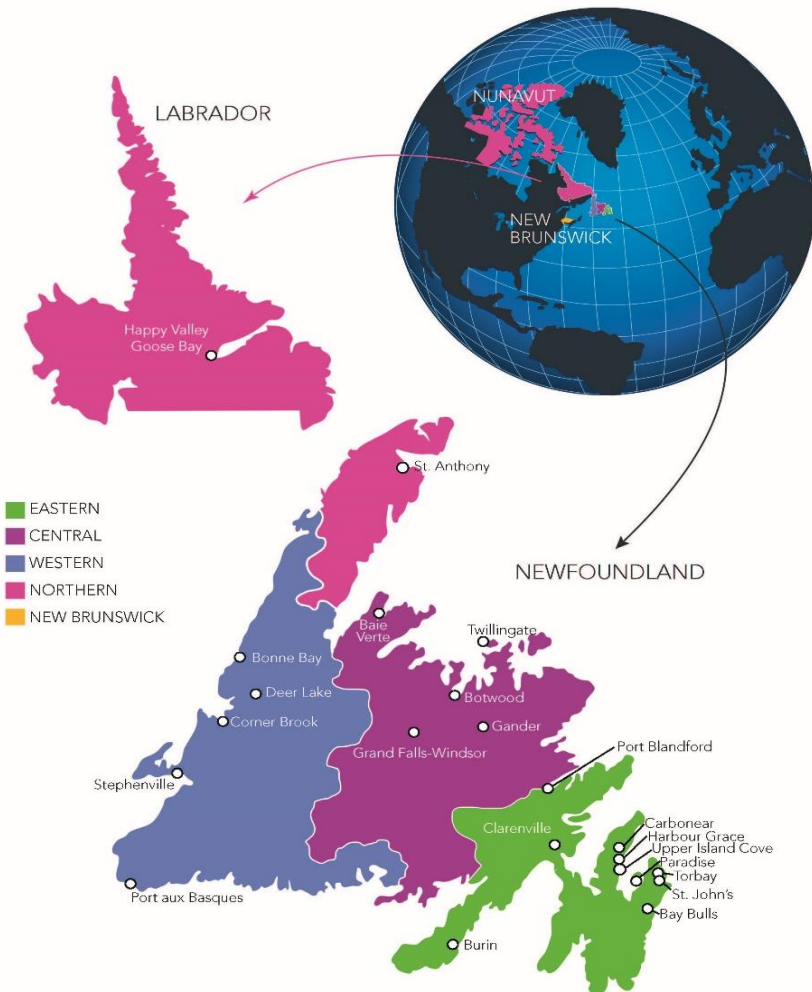 LABRADOR
NUNAVUT
NEW
BRUNSWICK
Happy Valley
Goose Bay
St. Anthony
EASTERN
CENTRAL
WESTERN
NORTHERN
NEW BRUNSWICK
NEWFOUNDLAND
Baie
Verte
Twillingate
Bonne Bay
Deer Lake
Botwood
Corner Brook
Gander
Grand Falls-Windsor
Port Blandford
Stephenville
Clarenville
Carbonear
Harbour Grace
Upper Island Cove
Paradise
Torbay
St. John's
Port aux Basques
Bay Bulls
Burin